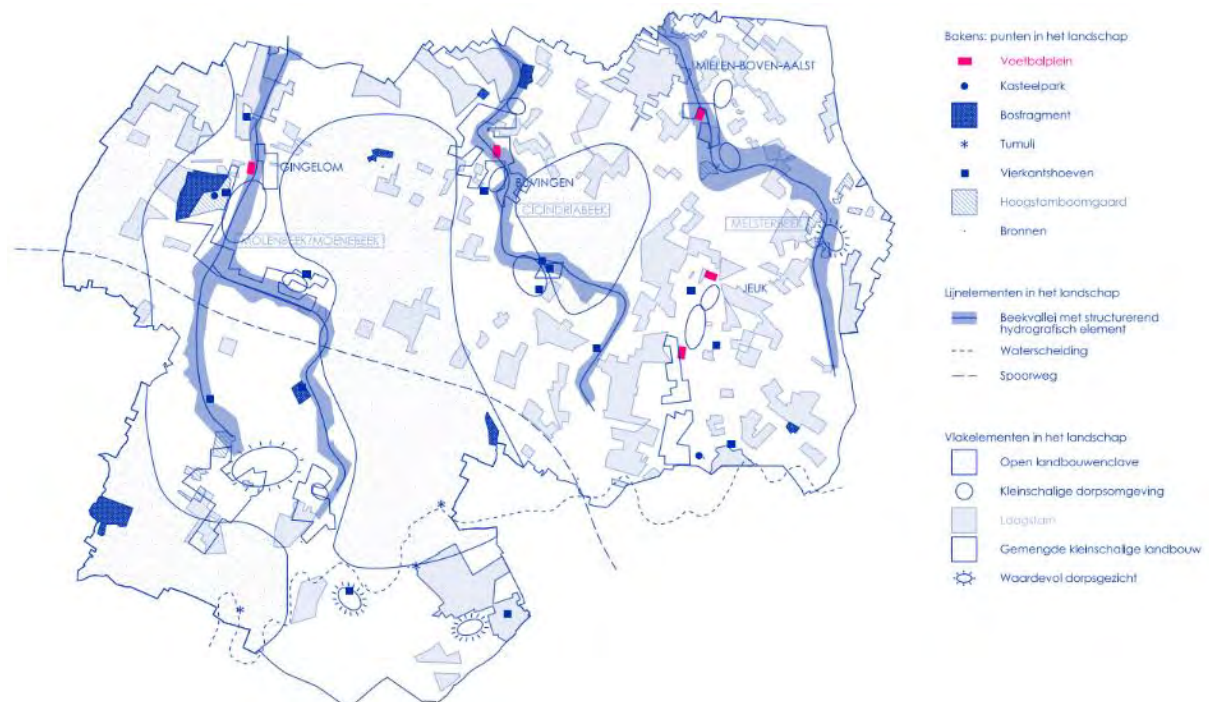 MIELEN-BOVEN-AALST
GINGELOM
BUVINGEN
CICINDRIABEEK
MOLENBEEK/MOENEBEEK
MELSTERBEEK
JEUK
Bakens: punten in het landschap
Voetbalplein
Kasteelpark
Bosfragment
Tumuli
Vierkantshoeven
Hoogstamboomgaard
Bronnen
Lijnelementen in het landschap
Beekvallei met structurerend
hydrografisch element
Waterscheiding
Spoorweg
Vlakelementen in het landschap
Open landbouwenclave
Kleinschalige dorpsomgeving
Laagstam
Gemengde kleinschalige landbouw
Waardevol dorpsgezicht